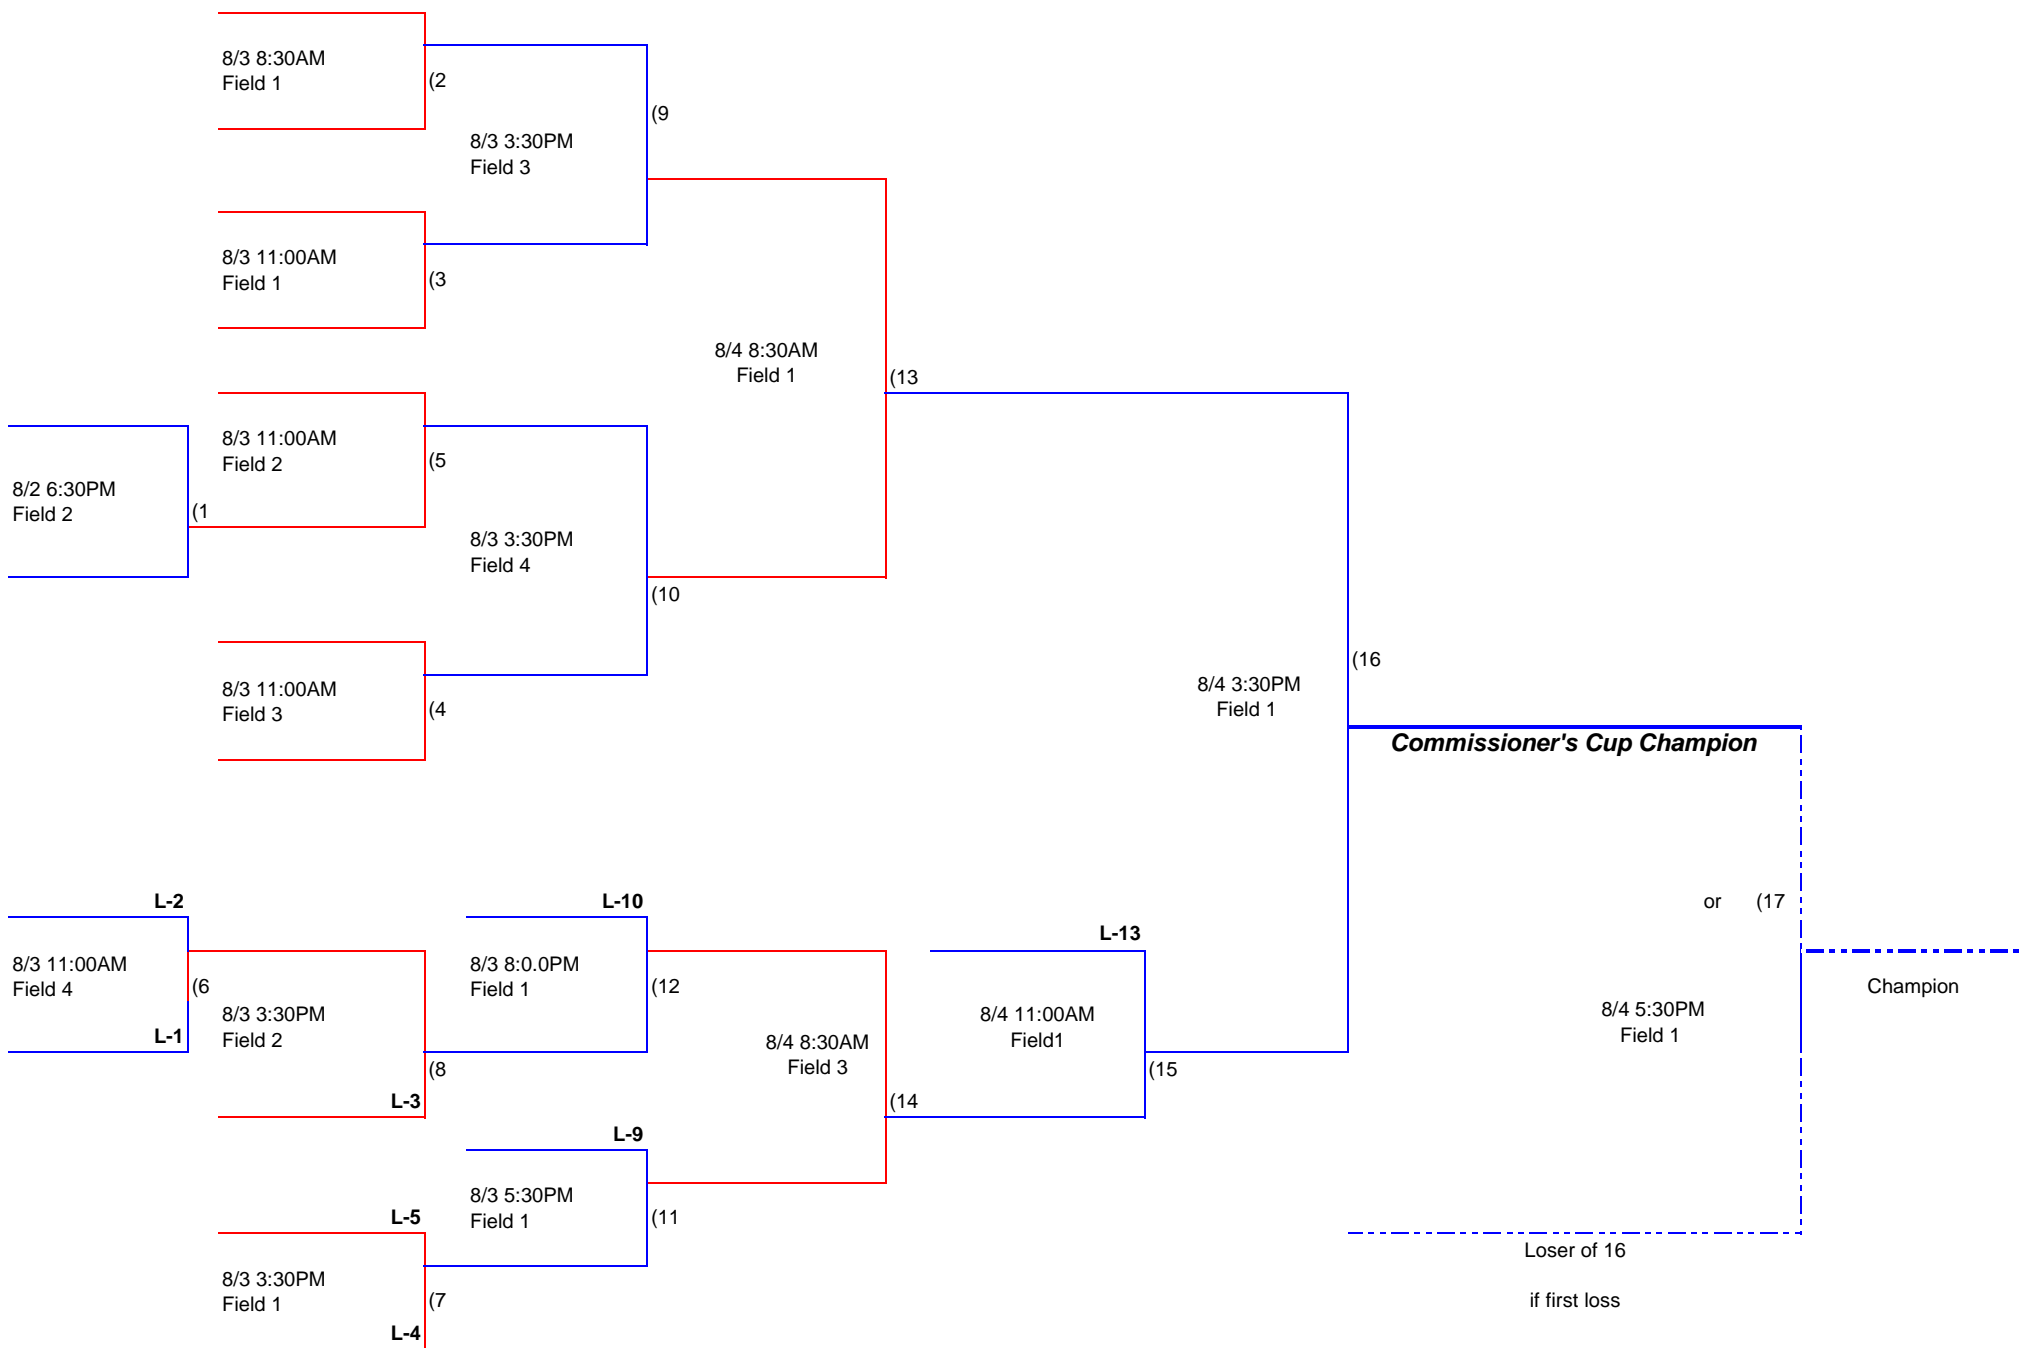 8/3 8:30AM
Field 1
(2
(9
8/3 3:30PM
Field 3
8/3 11:00AM
Field 1
(3
8/4 8:30AM
Field 1
(13
8/3 11:00AM
Field 2
(5
8/2 6:30PM
Field 2
(1
8/3 3:30PM
Field 4
(10
8/3 11:00AM
Field 3
(4
(16
8/4 3:30PM
Field 1
Commissioner's Cup Champion
L-2
8/3 11:00AM
Field 4
(6
L-1
8/3 3:30PM
Field 2
(8
L-3
L-10
8/3 8:0.0PM
Field 1
(12
8/4 8:30AM
Field 3
(14
L-13
8/4 11:00AM
Field1
(15
or (17
Champion
8/4 5:30PM
Field 1
L-9
8/3 5:30PM
Field 1
(11
L-5
8/3 3:30PM
Field 1
(7
L-4
Loser of 16
if first loss